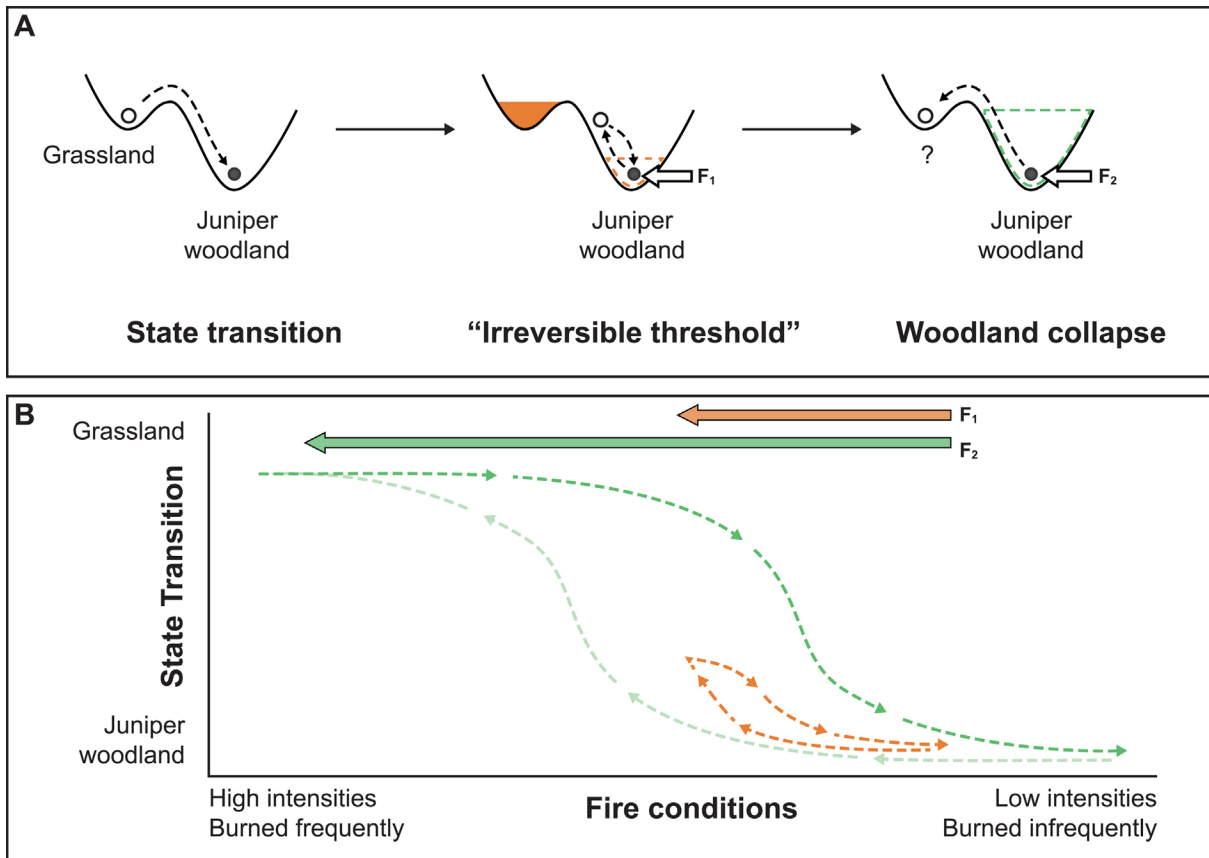 A
Grassland
Juniper
woodland
F₁
Juniper
woodland
?
F₂
Juniper
woodland
State transition
“Irreversible threshold”
Woodland collapse
B
Grassland
F₁
F₂
State Transition
Juniper
woodland
High intensities
Burned frequently
Fire conditions
Low intensities
Burned infrequently